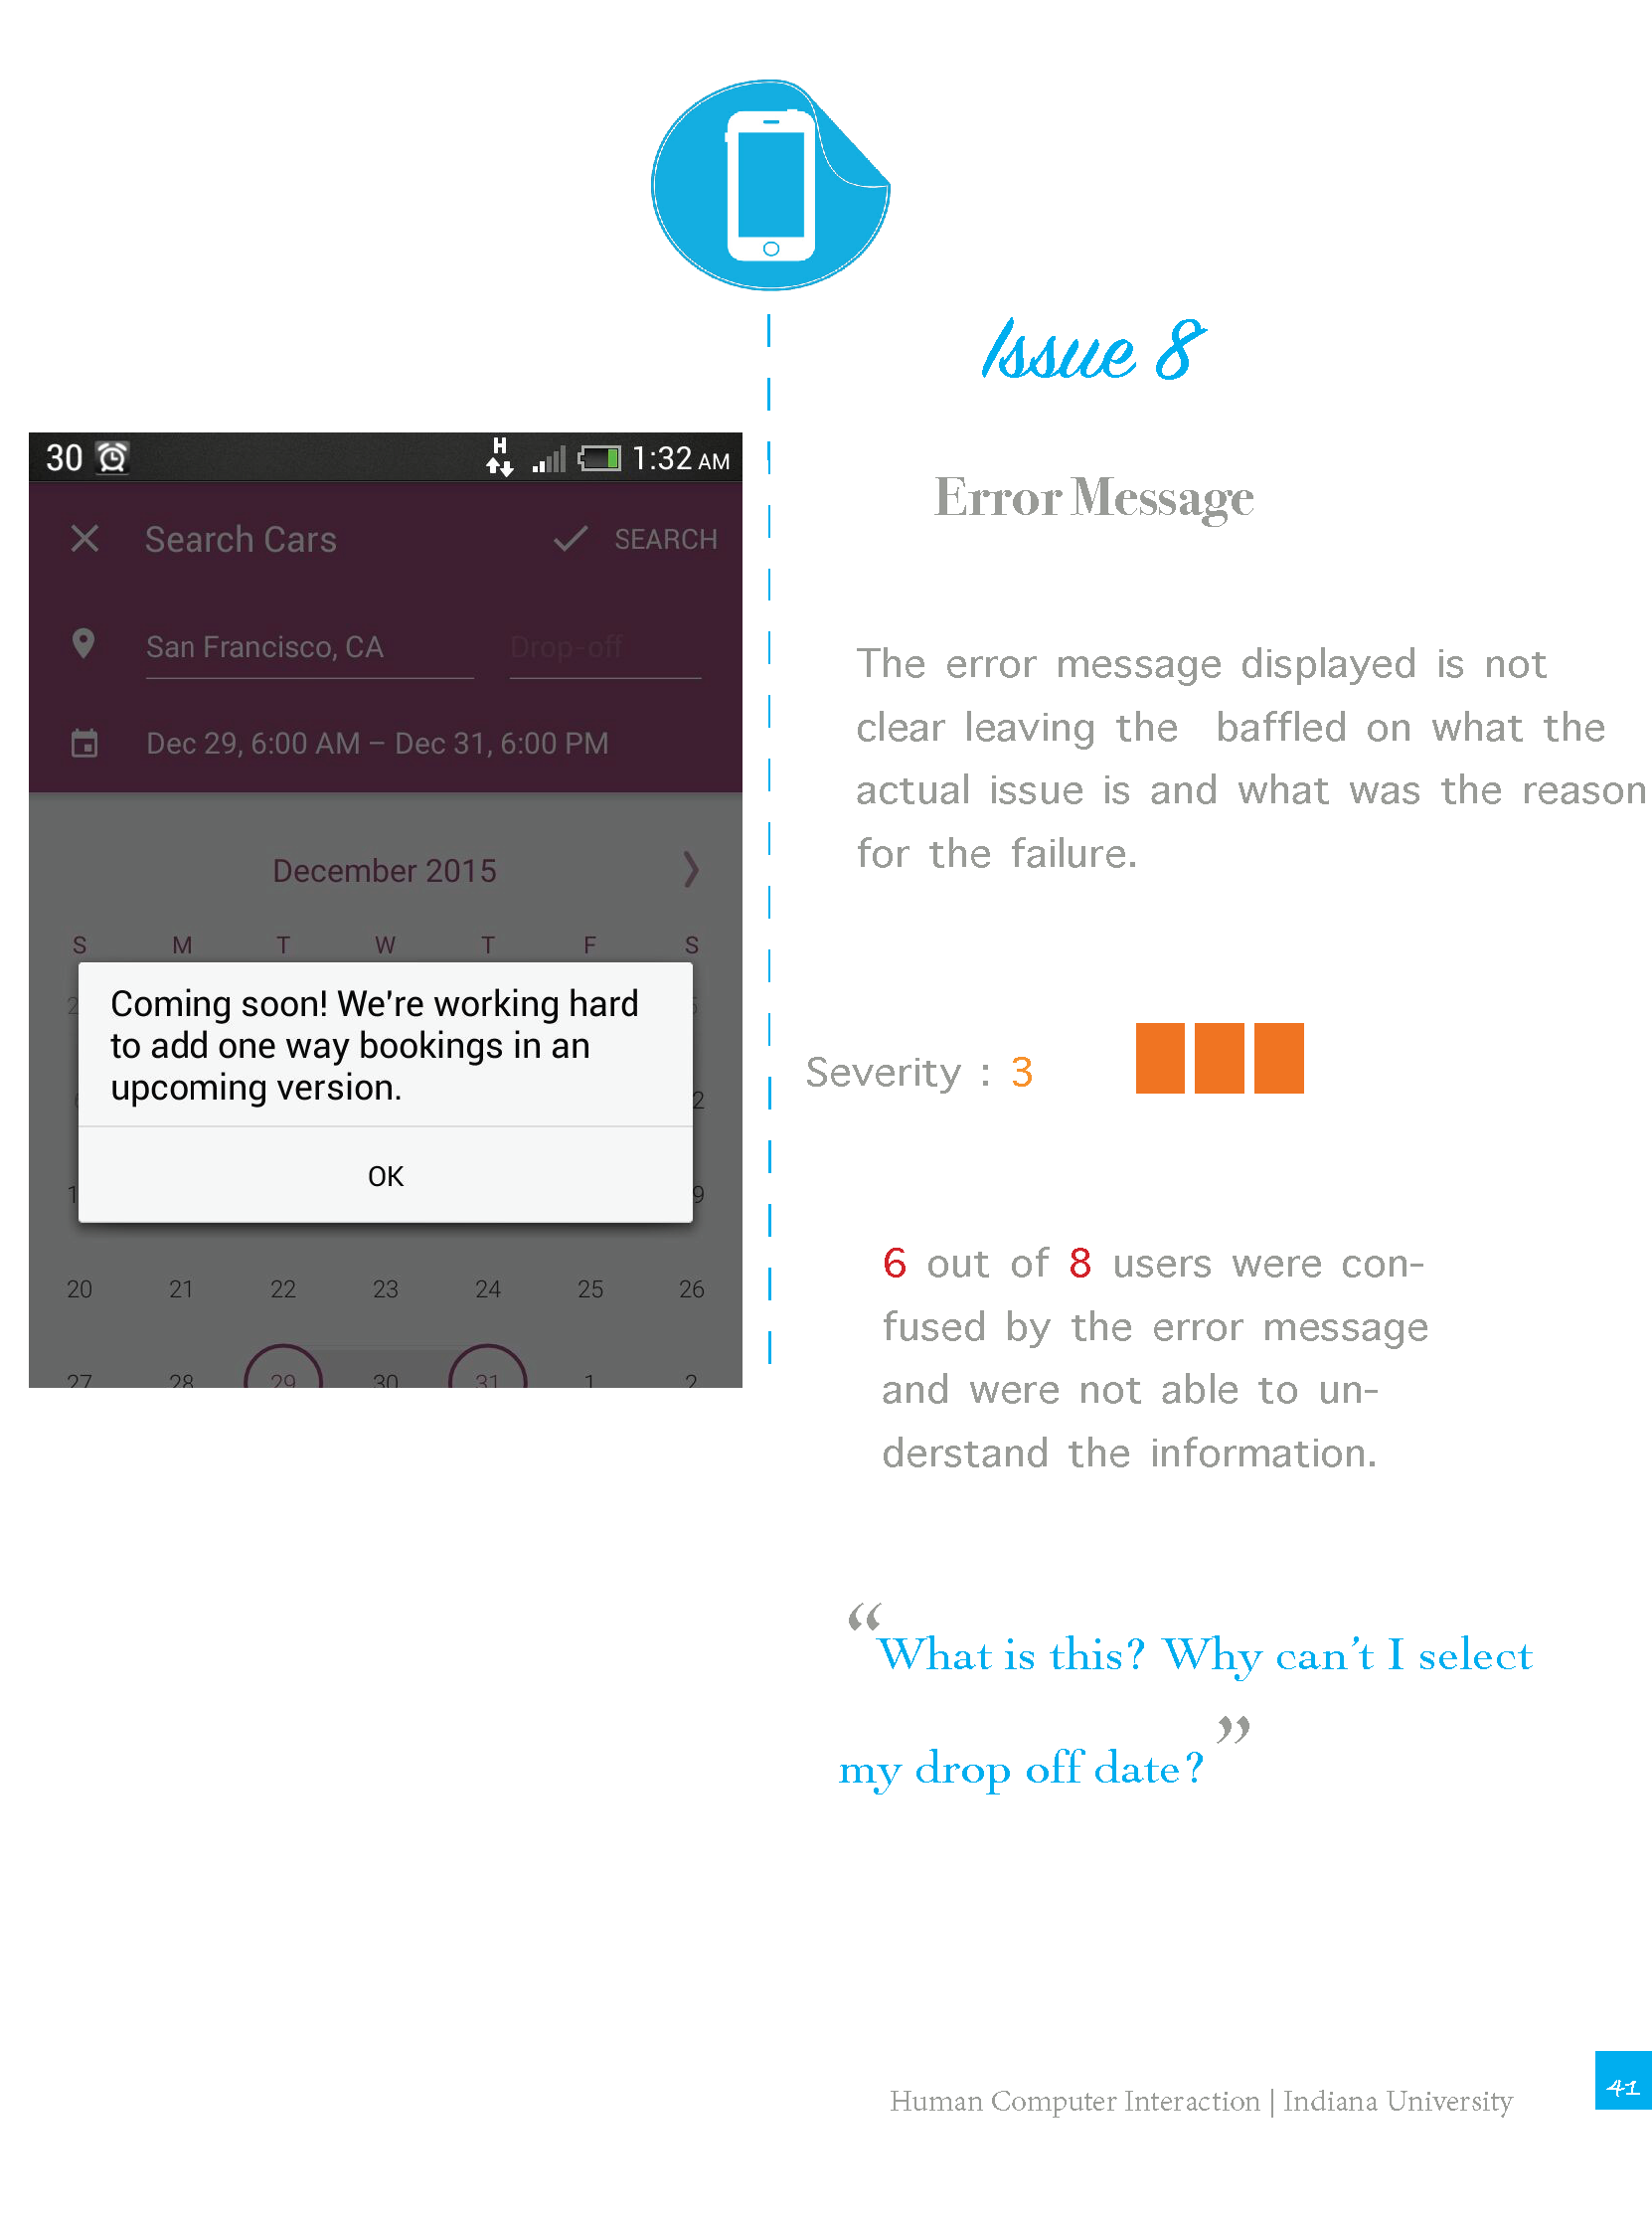 Issue 8
Error Message
30 H 1:32 AM
Search Cars SEARCH
San Francisco, CA Drop-off
Dec 29, 6:00 AM – Dec 31, 6:00 PM
December 2015
S M T W T F S
Coming soon! We're working hard
to add one way bookings in an
upcoming version.
OK
20 21 22 23 24 25 26
27 28 29 30 31 1 2
The error message displayed is not
clear leaving the baffled on what the
actual issue is and what was the reason
for the failure.
Severity : 3
6 out of 8 users were con-
fused by the error message
and were not able to un-
derstand the information.
“What is this? Why can’t I select
my drop off date?”
Human Computer Interaction | Indiana University
41